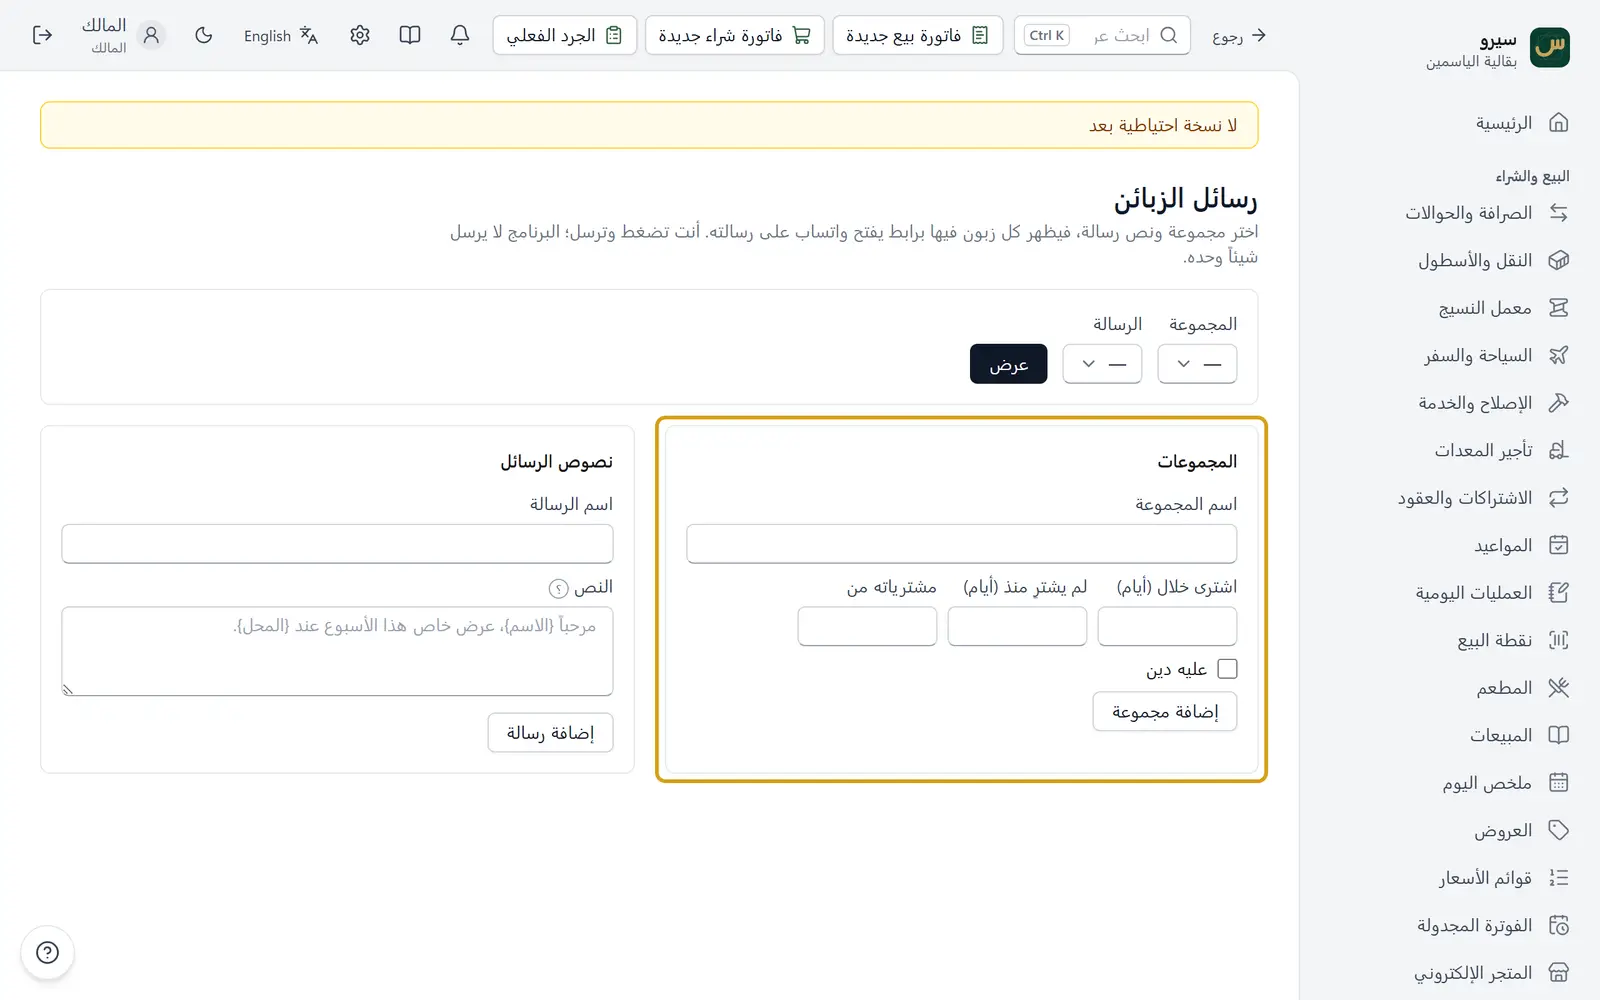 سيرو
بقالية الياسمين
س
رجوع
ابحث عن
Ctrl K
فاتورة بيع جديدة
فاتورة شراء جديدة
الجرد الفعلي
English
المالك
المالك
الرئيسية
البيع والشراء
الصرافة والحوالات
النقل والأسطول
معمل النسيج
السياحة والسفر
الإصلاح والخدمة
تأجير المعدات
الاشتراكات والعقود
المواعيد
العمليات اليومية
نقطة البيع
المطعم
المبيعات
ملخص اليوم
العروض
قوائم الأسعار
الفوترة المجدولة
المتجر الإلكتروني
لا نسخة احتياطية بعد
رسائل الزبائن
اختر مجموعة ونص رسالة، فيظهر كل زبون فيها برابط يفتح واتساب على رسالته. أنت تضغط وترسل؛ البرنامج لا يرسل
شيئاً وحده.
المجموعة
الرسالة
—
—
عرض
المجموعات
اسم المجموعة
اشترى خلال (أيام)
لم يشترِ منذ (أيام)
مشترياته من
عليه دين
إضافة مجموعة
نصوص الرسائل
اسم الرسالة
النص ؟
مرحباً {الاسم}، عرض خاص هذا الأسبوع عند {المحل}.
إضافة رسالة